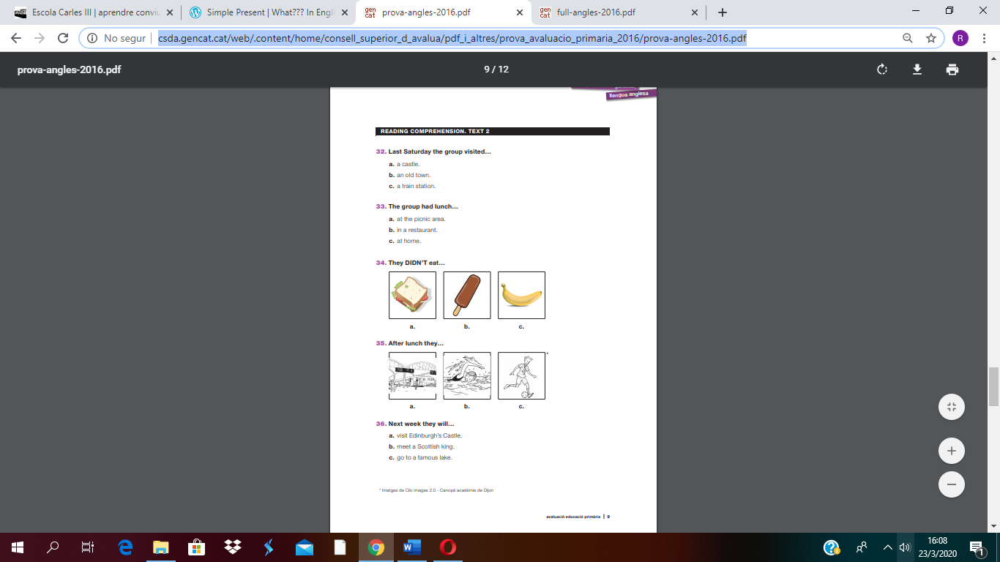 Escola Carles III | aprendre conviu
Simple Present | What??? In Engli
prova-angles-2016.pdf
full-angles-2016.pdf
No segur
csda.gencat.cat/web/.content/home/consell_superior_d_avalua/pdf_i_altres/prova_avaluacio_primaria_2016/prova-angles-2016.pdf
R
prova-angles-2016.pdf
9 / 12
llengua anglesa
READING COMPREHENSION. TEXT 2
32. Last Saturday the group visited...
a. a castle.
b. an old town.
c. a train station.
33. The group had lunch...
a. at the picnic area.
b. in a restaurant.
c. at home.
34. They DIDN'T eat...
a. b. c.
35. After lunch they...
*
a. b. c.
36. Next week they will...
a. visit Edinburgh's Castle.
b. meet a Scottish king.
c. go to a famous lake.
* Imatges de Clic images 2.0 - Canopé académie de Dijon
avaluació educació primària | 9
16:08
23/3/2020
1